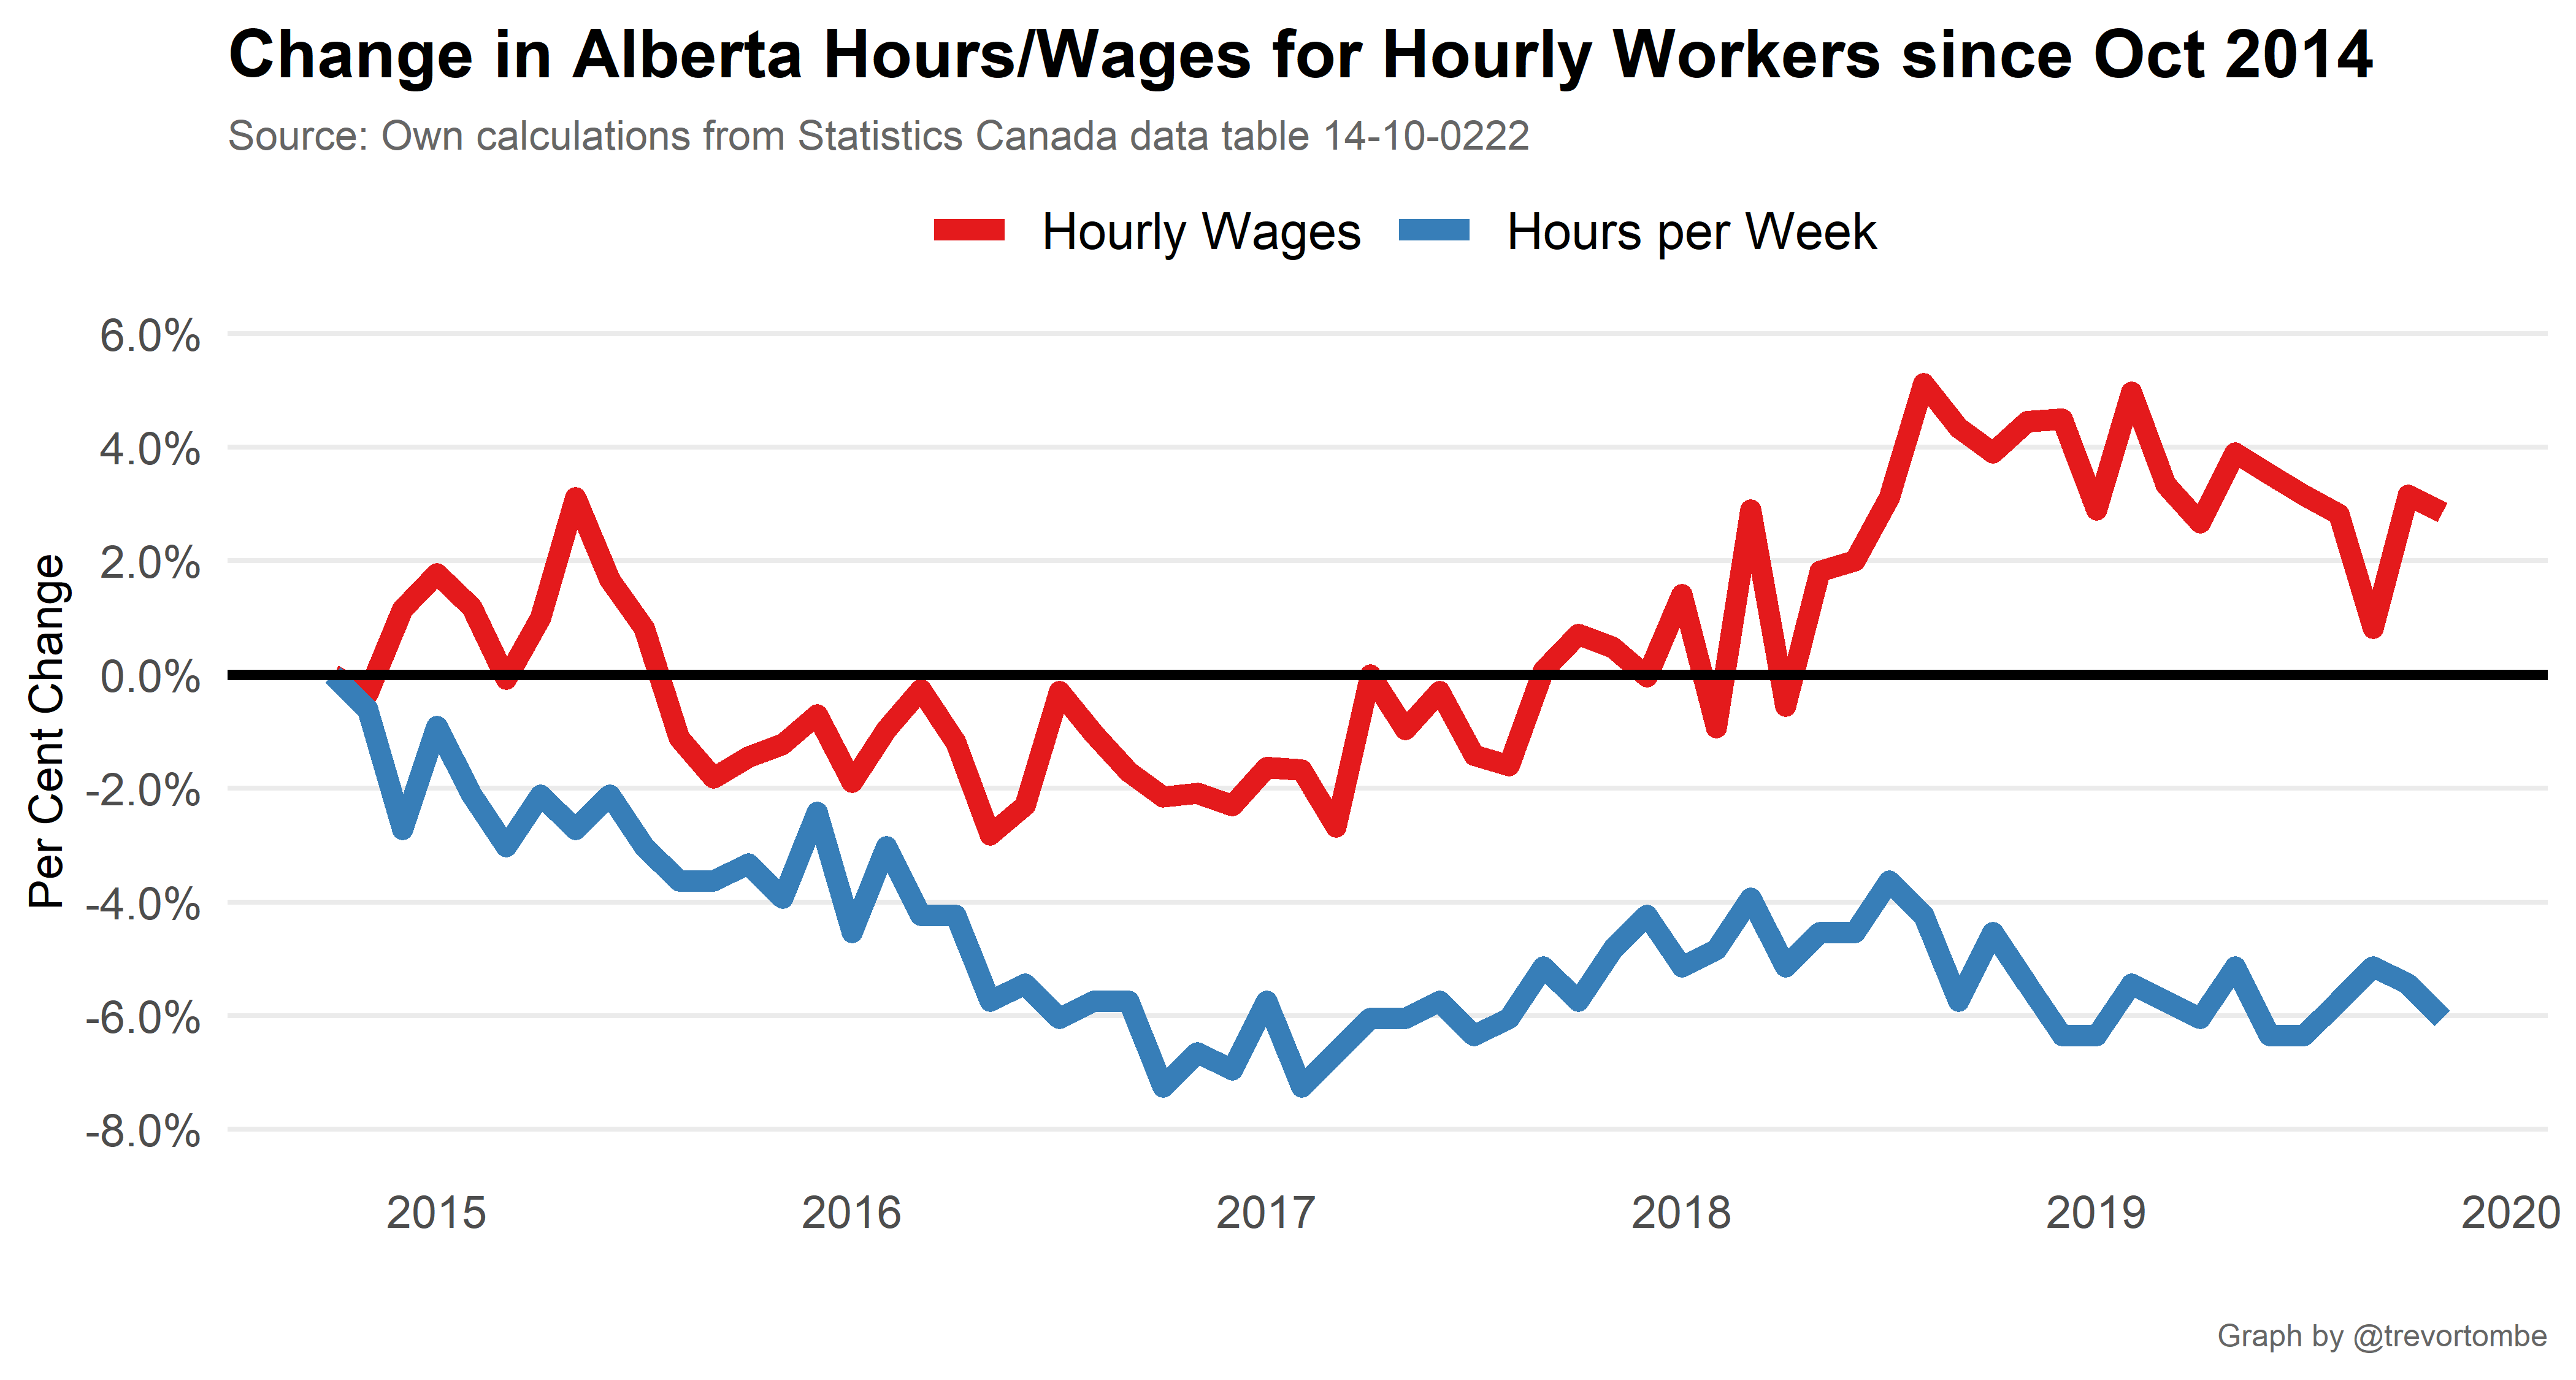 Change in Alberta Hours/Wages for Hourly Workers since Oct 2014
Source: Own calculations from Statistics Canada data table 14-10-0222
Hourly Wages Hours per Week
Per Cent Change
6.0%
4.0%
2.0%
0.0%
-2.0%
-4.0%
-6.0%
-8.0%
2015 2016 2017 2018 2019 2020
Graph by @trevortombe